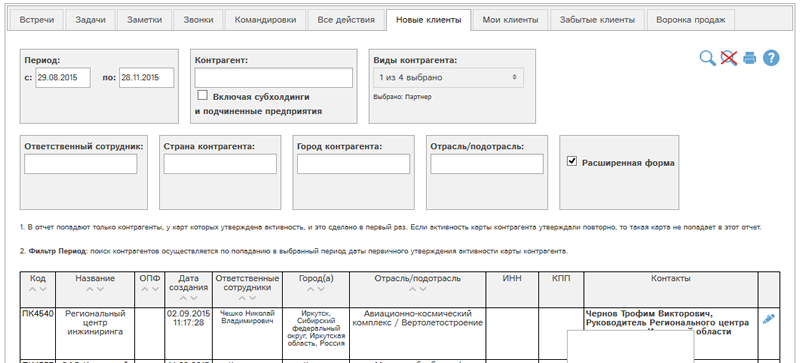 Встречи Задачи Заметки Звонки Командировки Все действия Новые клиенты Мои клиенты Забытые клиенты Воронка продаж
Период: Контрагент: Виды контрагента:
с: 29.08.2015 по: 28.11.2015 1 из 4 выбрано
Включая субхолдинги Выбрано: Партнер
и подчиненные предприятия
Ответственный сотрудник: Страна контрагента: Город контрагента: Отрасль/подотрасль:
Расширенная форма
1. В отчет попадают только контрагенты, у карт которых утверждена активность, и это сделано в первый раз. Если активность карты контрагента утверждали повторно, то такая карта не попадает в этот отчет.
2. Фильтр Период: поиск контрагентов осуществляется по попаданию в выбранный период даты первичного утверждения активности карты контрагента.
Код Название ОПФ Дата создания Ответственные сотрудники Город(а) Отрасль/подотрасль ИНН КПП Контакты
ПК4540 Региональный центр инжиниринга 02.09.2015 11:17:28 Чешко Николай Владимирович Иркутск, Сибирский федеральный округ, Иркутская область, Россия Авиационно-космический комплекс / Вертолетостроение Чернов Трофим Викторович, Руководитель Регионального центра
области